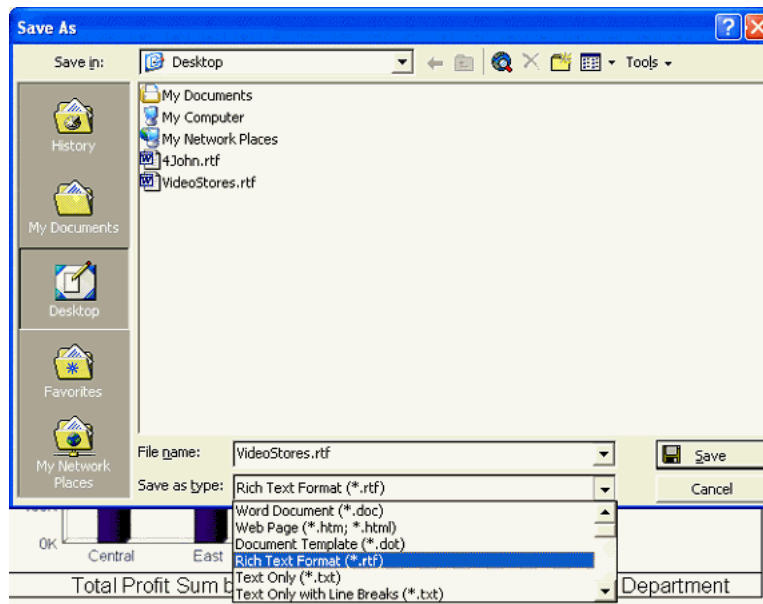 Save As
Save in: Desktop Tools
History
My Documents
Desktop
Favorites
My Network Places
My Documents
My Computer
My Network Places
4John.rtf
VideoStores.rtf
File name: VideoStores.rtf Save
Save as type: Rich Text Format (*.rtf) Cancel
Word Document (*.doc)
Web Page (*.htm; *.html)
Document Template (*.dot)
Rich Text Format (*.rtf)
Text Only (*.txt)
Text Only with Line Breaks (*.txt)
0K
Central East
Total Profit Sum b Department